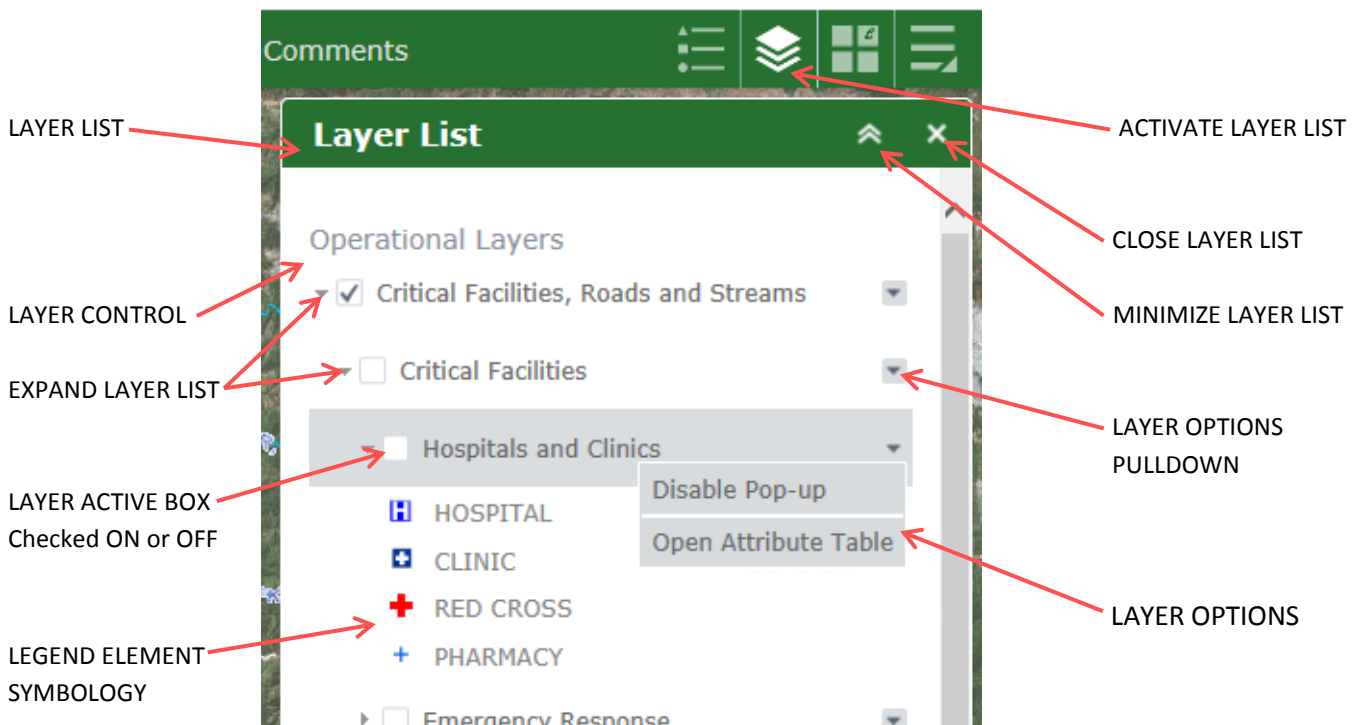 Comments
LAYER LIST
Layer List
ACTIVATE LAYER LIST
Operational Layers
CLOSE LAYER LIST
LAYER CONTROL
Critical Facilities, Roads and Streams
MINIMIZE LAYER LIST
EXPAND LAYER LIST
Critical Facilities
LAYER OPTIONS
PULLDOWN
Hospitals and Clinics
LAYER ACTIVE BOX
Checked ON or OFF
Disable Pop-up
Open Attribute Table
HOSPITAL
CLINIC
RED CROSS
PHARMACY
LAYER OPTIONS
LEGEND ELEMENT
SYMBOLOGY
Emergency Response